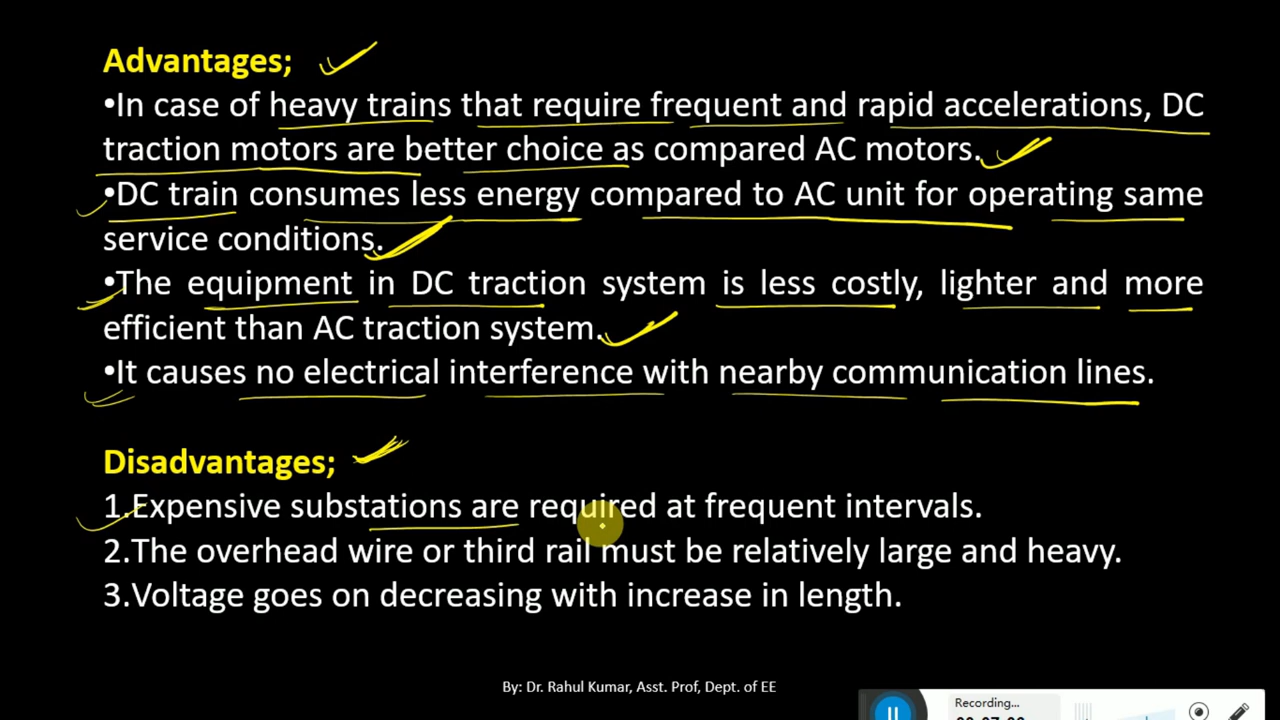 Advantages;
•In case of heavy trains that require frequent and rapid accelerations, DC
traction motors are better choice as compared AC motors.
•DC train consumes less energy compared to AC unit for operating same
service conditions.
•The equipment in DC traction system is less costly, lighter and more
efficient than AC traction system.
•It causes no electrical interference with nearby communication lines.
Disadvantages;
1.Expensive substations are required at frequent intervals.
2.The overhead wire or third rail must be relatively large and heavy.
3.Voltage goes on decreasing with increase in length.
By: Dr. Rahul Kumar, Asst. Prof, Dept. of EE
Recording...